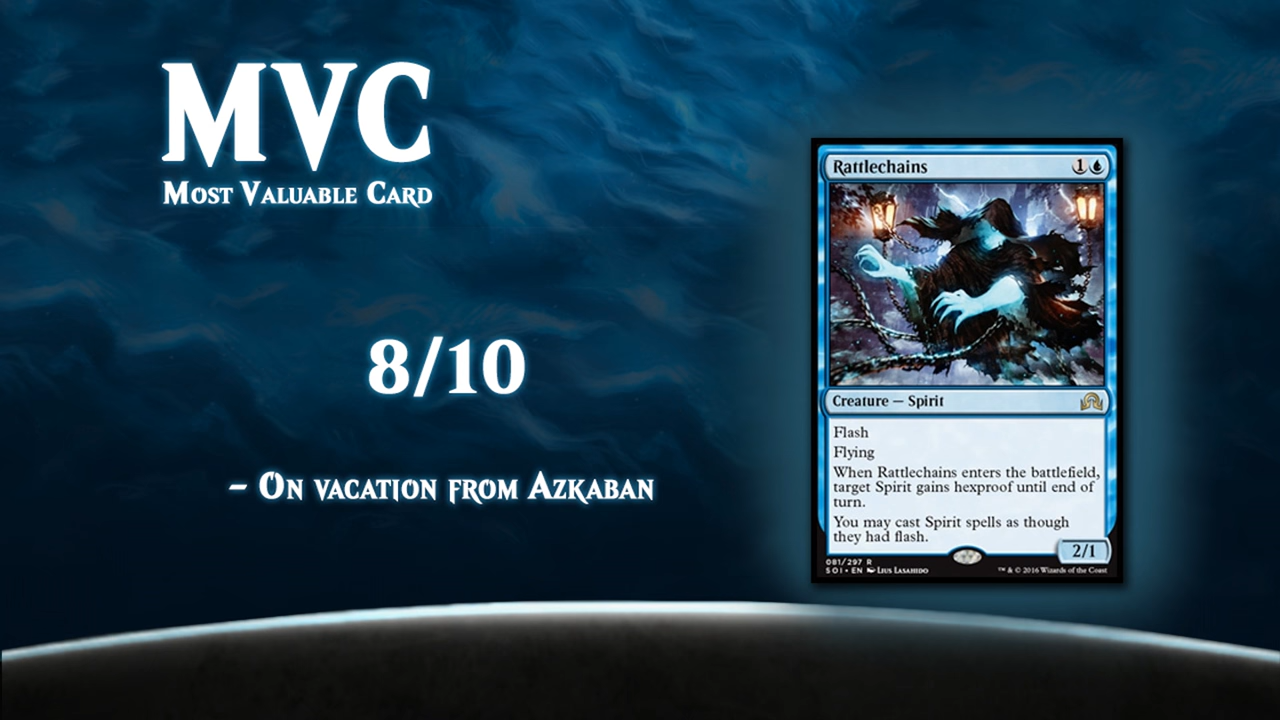 MVC
Most Valuable Card
8/10
– On vacation from Azkaban
Rattlechains
1
Creature — Spirit
Flash
Flying
When Rattlechains enters the battlefield,
target Spirit gains hexproof until end of
turn.
You may cast Spirit spells as though
they had flash.
2/1
081/297 R
SOI • EN Lius Lasahido
™ & © 2016 Wizards of the Coast